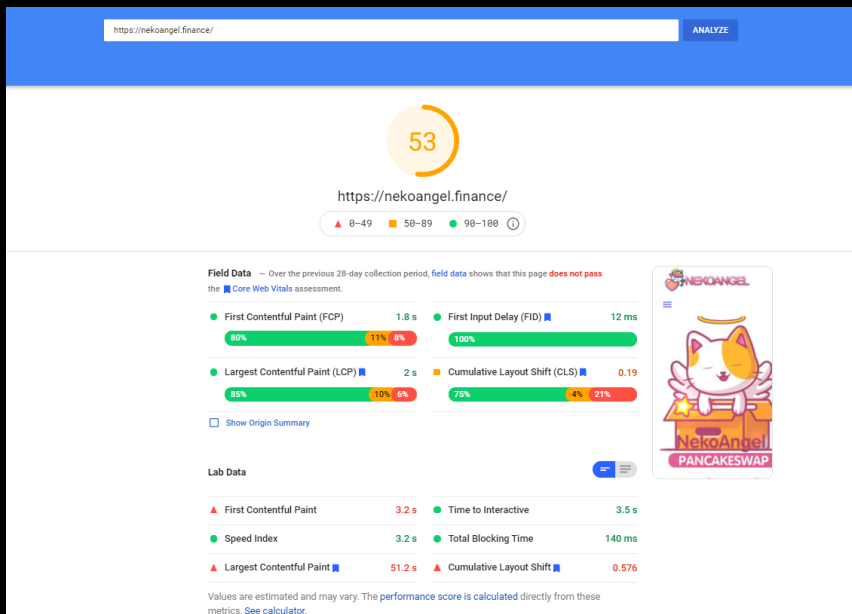 https://nekoangel.finance/
ANALYZE
53
https://nekoangel.finance/
0–49 50–89 90–100
Field Data — Over the previous 28-day collection period, field data shows that this page does not pass
the Core Web Vitals assessment.
First Contentful Paint (FCP) 1.8 s
80% 11% 8%
First Input Delay (FID) 12 ms
100%
Largest Contentful Paint (LCP) 2 s
85% 10% 6%
Cumulative Layout Shift (CLS) 0.19
75% 4% 21%
Show Origin Summary
NEKOANGEL
NekoAngel
PANCAKESWAP
Lab Data
First Contentful Paint 3.2 s
Time to Interactive 3.5 s
Speed Index 3.2 s
Total Blocking Time 140 ms
Largest Contentful Paint 51.2 s
Cumulative Layout Shift 0.576
Values are estimated and may vary. The performance score is calculated directly from these
metrics. See calculator.